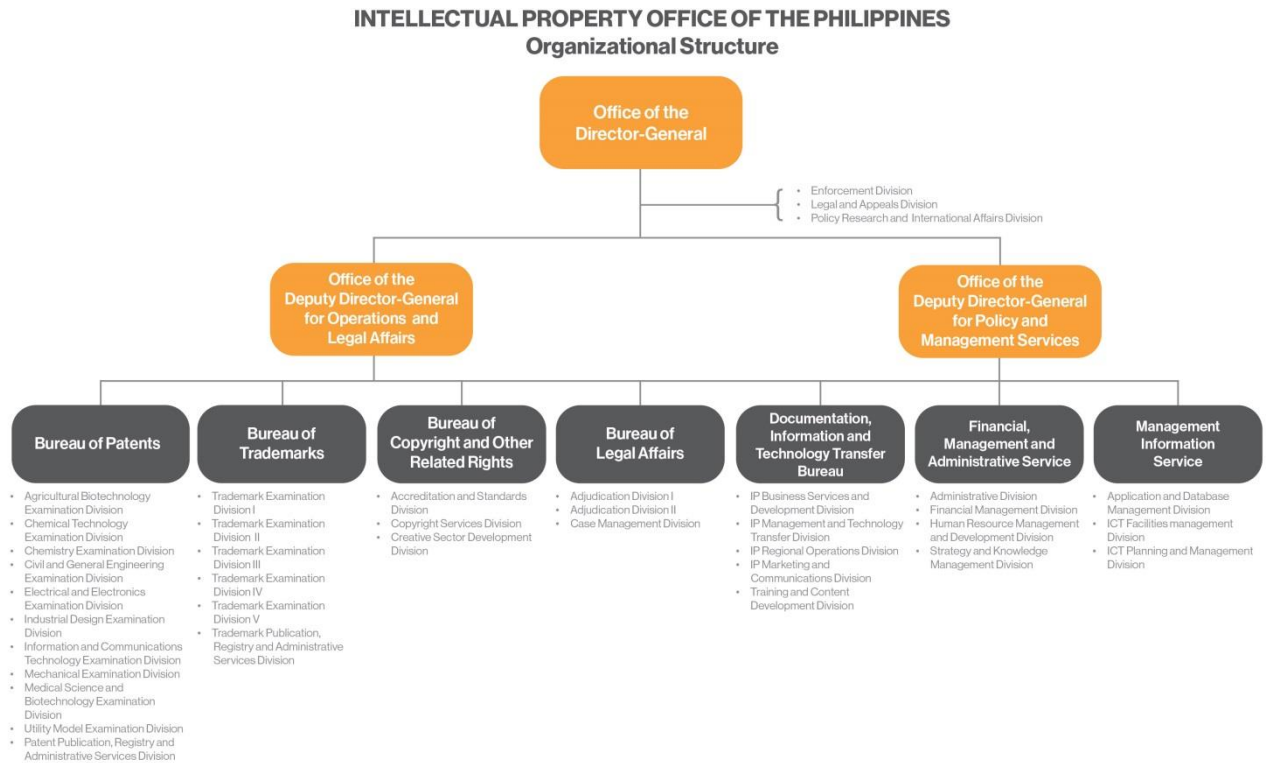 INTELLECTUAL PROPERTY OFFICE OF THE PHILIPPINES
Organizational Structure
Office of the
Director-General
• Enforcement Division
• Legal and Appeals Division
• Policy Research and International Affairs Division
Office of the
Deputy Director-General
for Operations and
Legal Affairs
Office of the
Deputy Director-General
for Policy and
Management Services
Bureau of Patents
• Agricultural Biotechnology
Examination Division
• Chemical Technology
Examination Division
• Chemistry Examination Division
• Civil and General Engineering
Examination Division
• Electrical and Electronics
Examination Division
• Industrial Design Examination
Division
• Information and Communications
Technology Examination Division
• Mechanical Examination Division
• Medical Science and
Biotechnology Examination
Division
• Utility Model Examination Division
• Patent Publication, Registry and
Administrative Services Division
Bureau of
Trademarks
• Trademark Examination
Division I
• Trademark Examination
Division II
• Trademark Examination
Division III
• Trademark Examination
Division IV
• Trademark Examination
Division V
• Trademark Publication,
Registry and Administrative
Services Division
Bureau of
Copyright and Other
Related Rights
• Accreditation and Standards
Division
• Copyright Services Division
• Creative Sector Development
Division
Bureau of
Legal Affairs
• Adjudication Division I
• Adjudication Division II
• Case Management Division
Documentation,
Information and
Technology Transfer
Bureau
• IP Business Services and
Development Division
• IP Management and Technology
Transfer Division
• IP Regional Operations Division
• IP Marketing and
Communications Division
• Training and Content
Development Division
Financial,
Management and
Administrative Service
• Administrative Division
• Financial Management Division
• Human Resource Management
and Development Division
• Strategy and Knowledge
Management Division
Management
Information
Service
• Application and Database
Management Division
• ICT Facilities management
Division
• ICT Planning and Management
Division